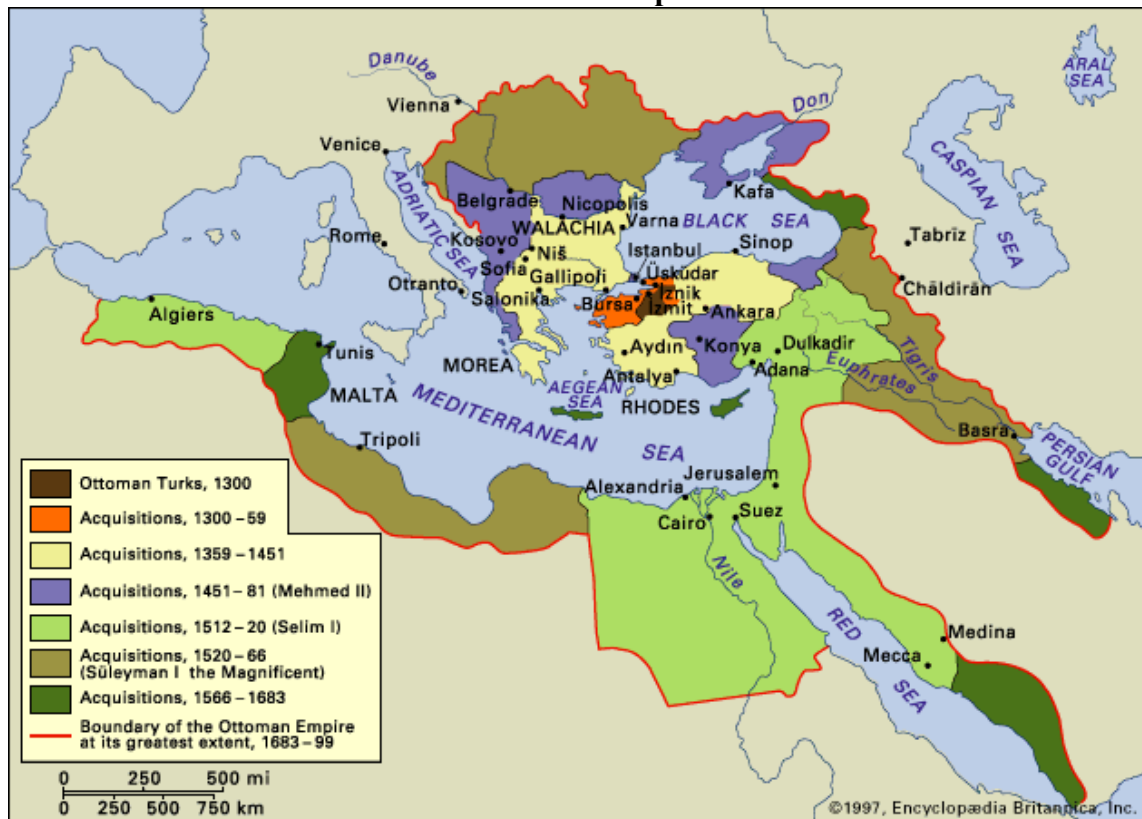 ARAL
SEA
Danube
Vienna
Don
Venice
CASPIAN
SEA
ADRIATIC SEA
Belgrade
Nicopolis
Kafa
WALACHIA
Varna
BLACK SEA
Rome
Kosovo
Niš
Istanbul
Sinop
Tabrīz
Sofia
Gallipoli
Üsküdar
Otranto
Salonika
Bursa
İznik
İzmit
Chāldirān
Algiers
Ankara
Tunis
MOREA
Aydın
Konya
Dulkadir
Tigris
Euphrates
Antalya
Adana
MALTA
AEGEAN
SEA
RHODES
MEDITERRANEAN SEA
Tripoli
Basra
PERSIAN
GULF
Jerusalem
Alexandria
Cairo
Suez
Nile
RED
SEA
Medina
Mecca
Ottoman Turks, 1300
Acquisitions, 1300–59
Acquisitions, 1359–1451
Acquisitions, 1451–81 (Mehmed II)
Acquisitions, 1512–20 (Selim I)
Acquisitions, 1520–66
(Süleyman I the Magnificent)
Acquisitions, 1566–1683
Boundary of the Ottoman Empire
at its greatest extent, 1683–99
0 250 500 mi
0 250 500 750 km
©1997, Encyclopædia Britannica, Inc.